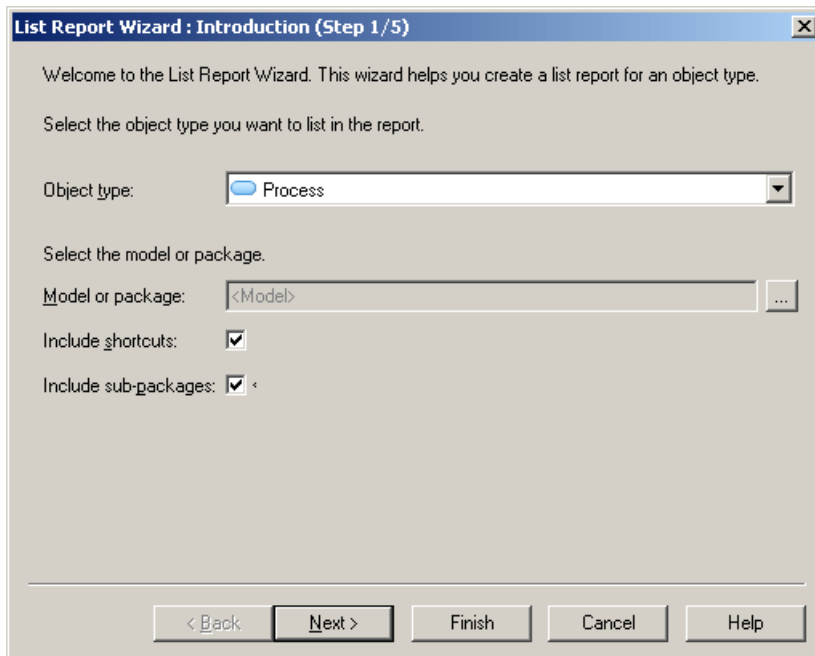 List Report Wizard : Introduction (Step 1/5)
Welcome to the List Report Wizard. This wizard helps you create a list report for an object type.
Select the object type you want to list in the report.
Object type: Process
Select the model or package.
Model or package: <Model> ...
Include shortcuts:
Include sub-packages:
< Back Next > Finish Cancel Help